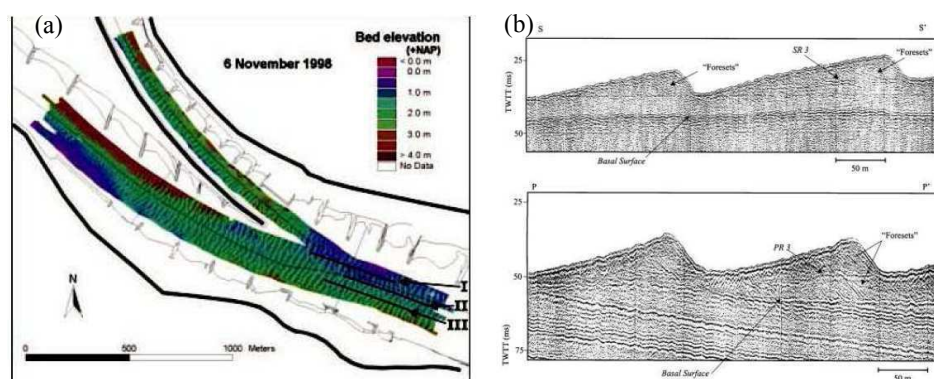 (a)
6 November 1998
Bed elevation
(+NAP)
< 0.0 m
0.0 m
1.0 m
2.0 m
3.0 m
> 4.0 m
No Data
N
I
II
III
0 500 1000 Meters
(b)
S S'
SR 3
"Foresets"
"Foresets"
25
TWTT (ms)
50
Basal Surface
50 m
P P'
25
"Foresets"
PR 3
50
TWTT (ms)
75
Basal Surface
50 m